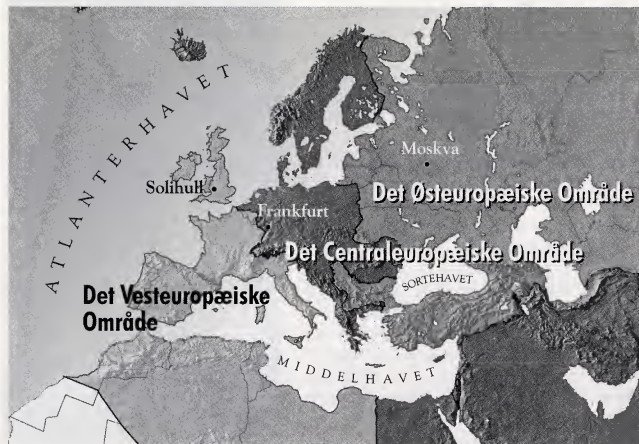 ATLANTERHAVET
Moskva
Solihull
Det Østeuropæiske Område
Frankfurt
Det Centraleuropæiske Område
SORTEHAVET
Det Vesteuropæiske
Område
MIDDELHAVET